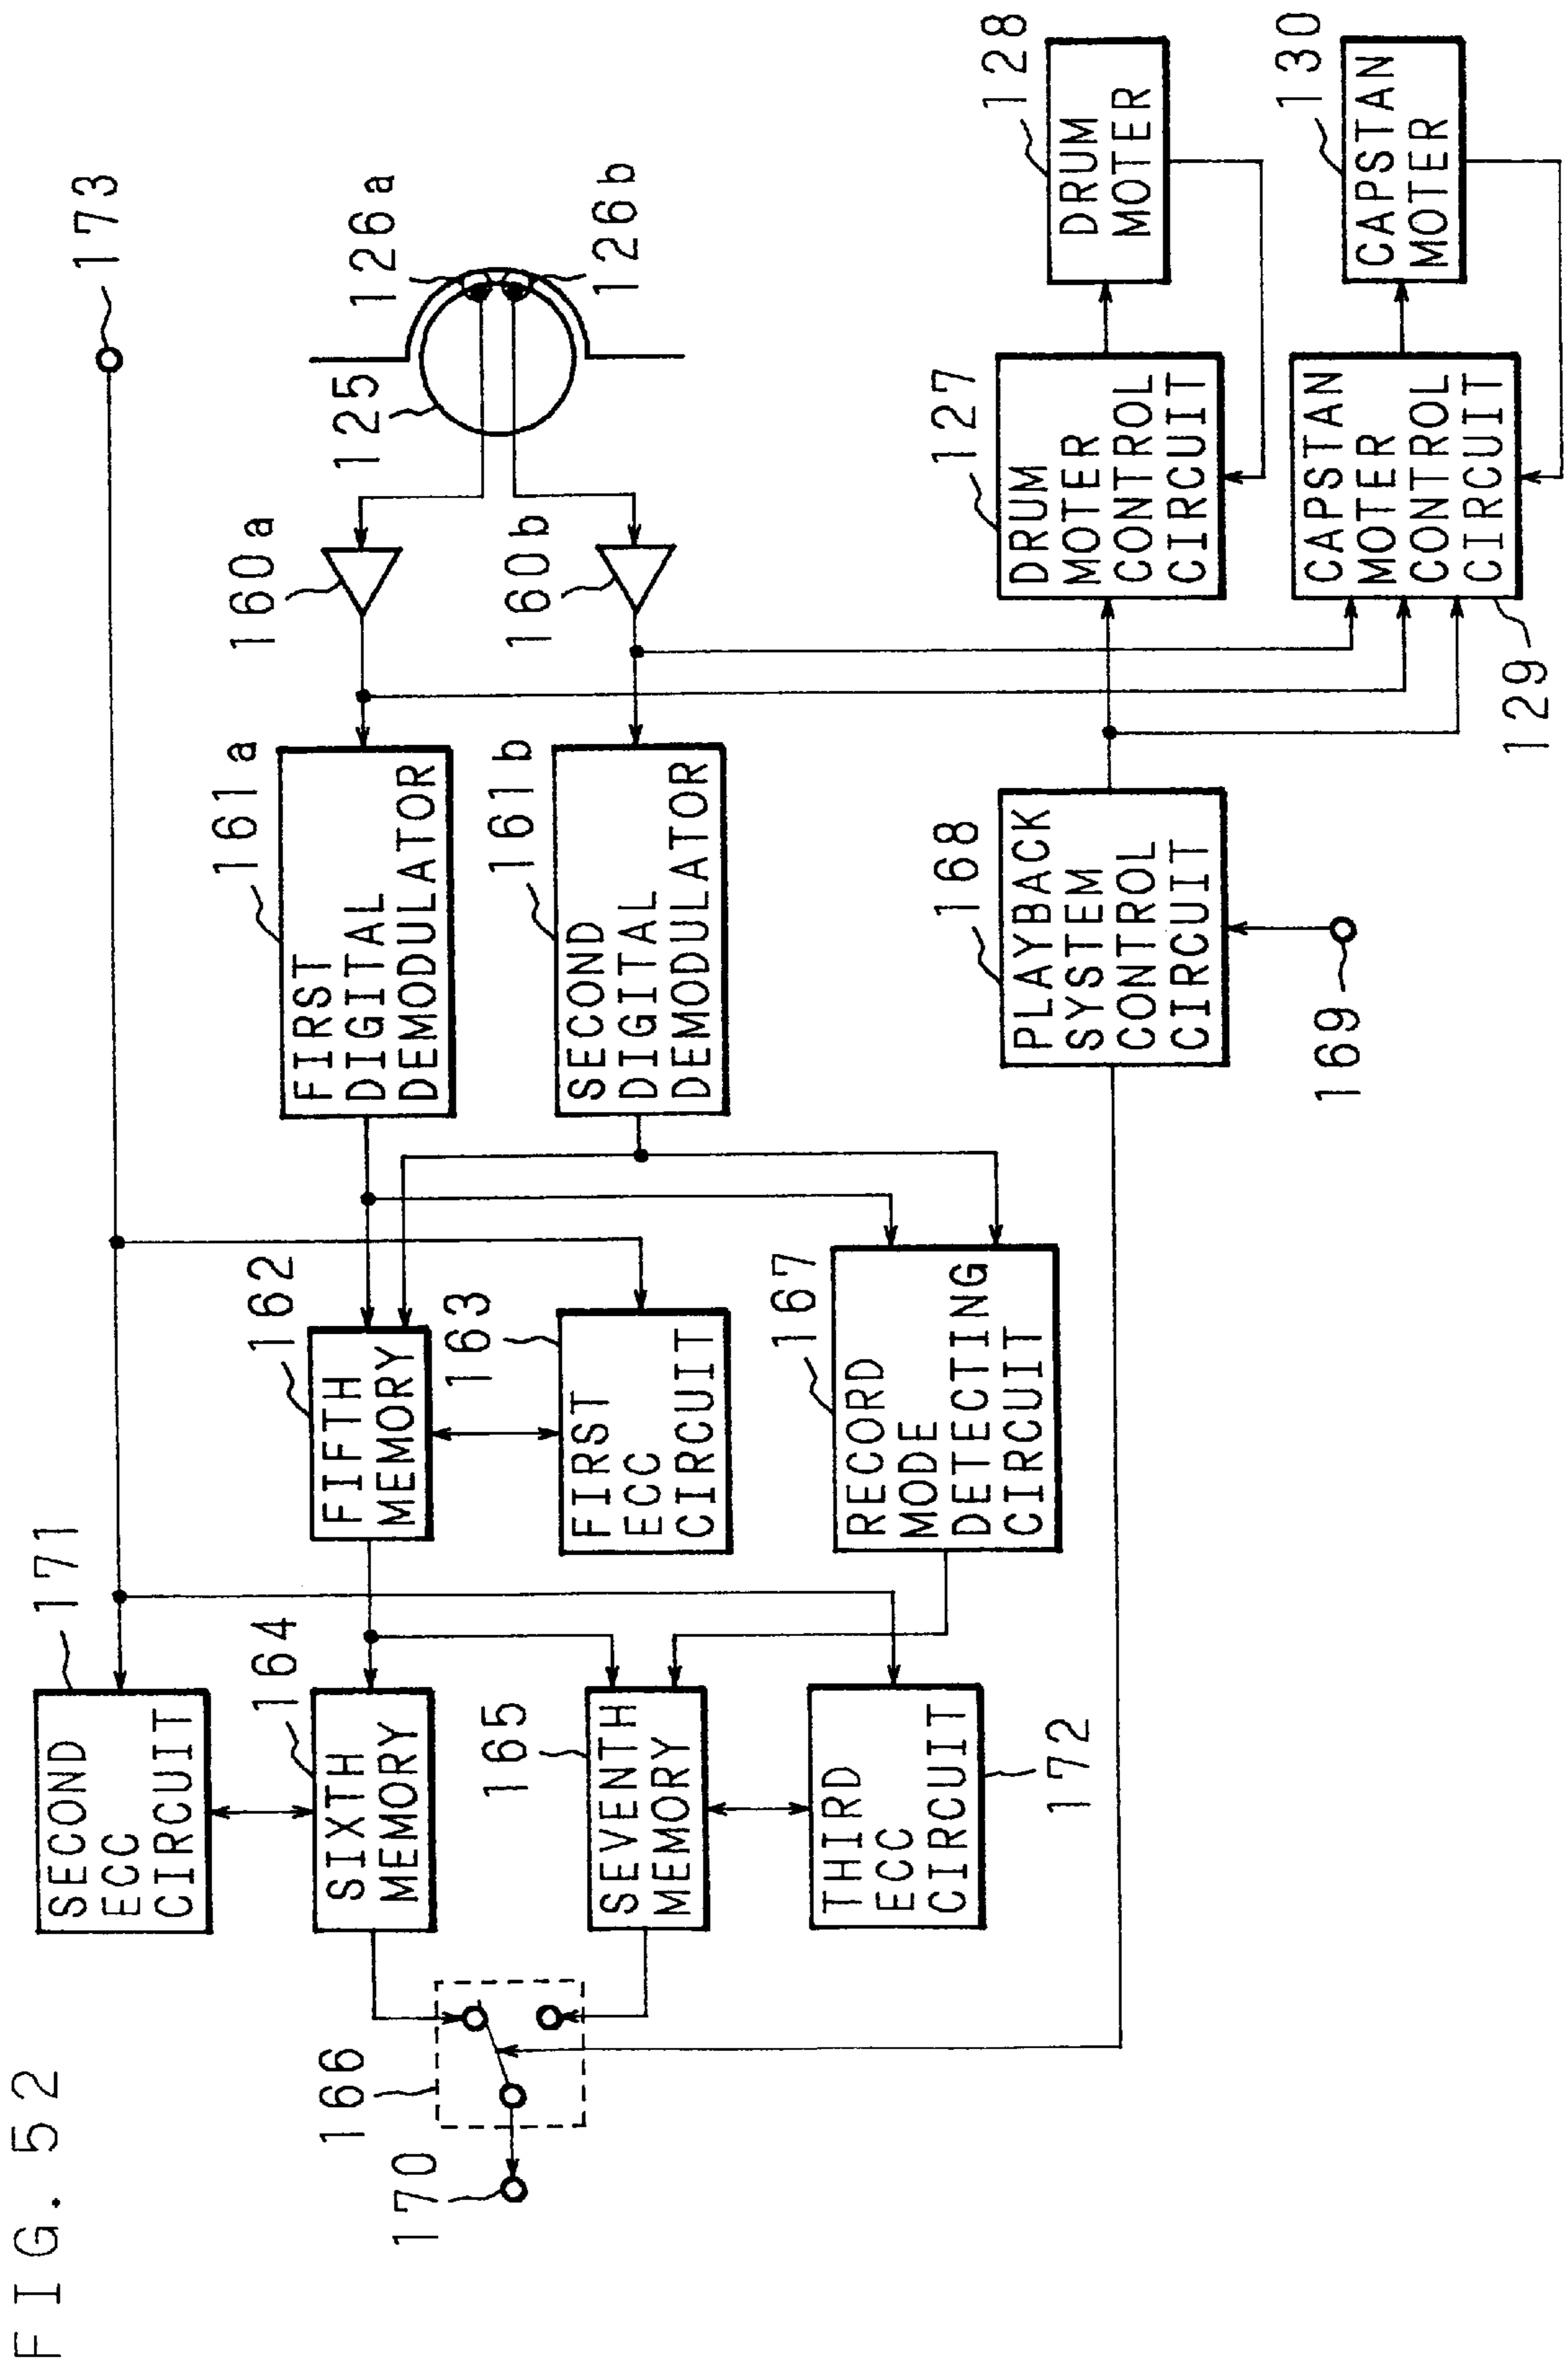 FIG. 52
170
166
SECOND
ECC
CIRCUIT
171
SIXTH
MEMORY
164
SEVENTH
MEMORY
165
THIRD
ECC
CIRCUIT
172
FIFTH
MEMORY
162
FIRST
ECC
CIRCUIT
163
RECORD
MODE
DETECTING
CIRCUIT
167
FIRST
DIGITAL
DEMODULATOR
161a
SECOND
DIGITAL
DEMODULATOR
161b
PLAYBACK
SYSTEM
CONTROL
CIRCUIT
168
169
160a
160b
125
126a
126b
173
DRUM
MOTER
CONTROL
CIRCUIT
127
DRUM
MOTER
128
CAPSTAN
MOTER
CONTROL
CIRCUIT
129
CAPSTAN
MOTER
130